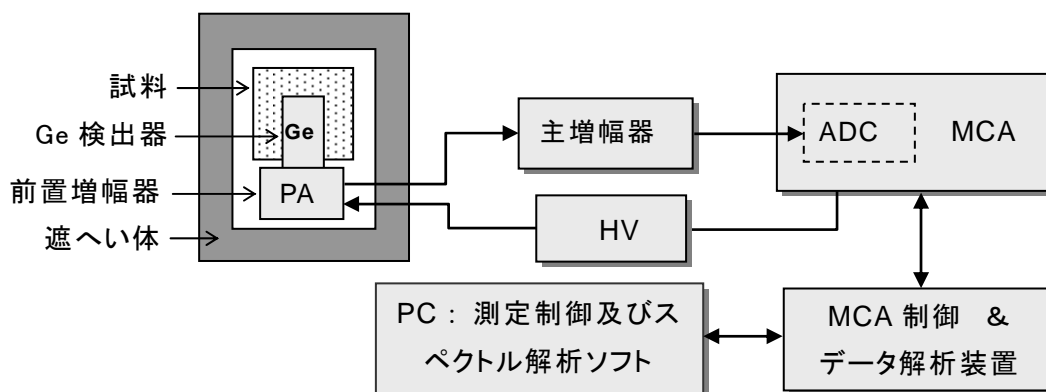 試料
Ge 検出器
前置増幅器
遮へい体
Ge
PA
主増幅器
HV
ADC
MCA
PC : 測定制御及びス
ペクトル解析ソフト
MCA 制御 &
データ解析装置